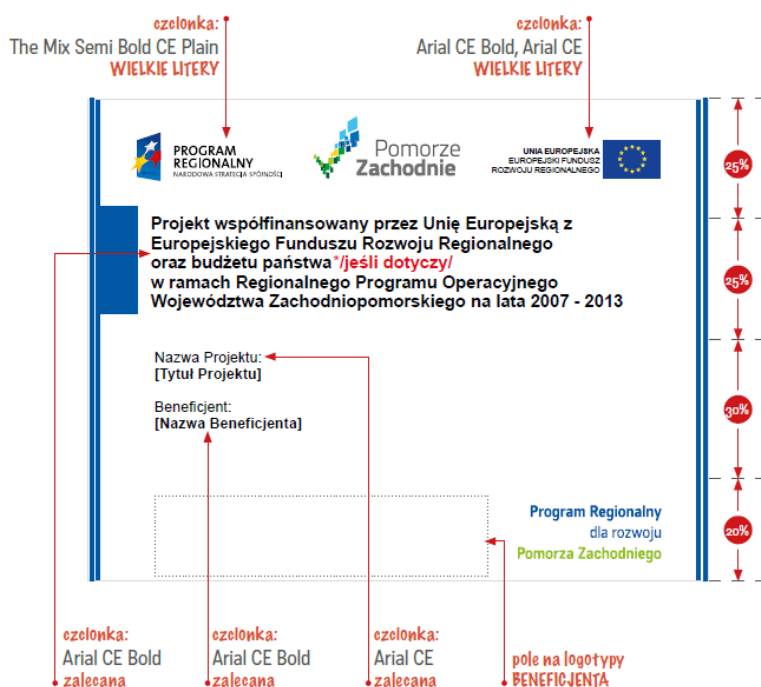 czcionka:
The Mix Semi Bold CE Plain
WIELKIE LITERY
czcionka:
Arial CE Bold, Arial CE
WIELKIE LITERY
PROGRAM
REGIONALNY
NARODOWA STRATEGIA SPÓJNOŚCI
Pomorze
Zachodnie
UNIA EUROPEJSKA
EUROPEJSKI FUNDUSZ
ROZWOJU REGIONALNEGO
25%
Projekt współfinansowany przez Unię Europejską z
Europejskiego Funduszu Rozwoju Regionalnego
oraz budżetu państwa*/jeśli dotyczy/
w ramach Regionalnego Programu Operacyjnego
Województwa Zachodniopomorskiego na lata 2007 - 2013
25%
Nazwa Projektu:
[Tytuł Projektu]
Beneficjent:
[Nazwa Beneficjenta]
30%
Program Regionalny
dla rozwoju
Pomorza Zachodniego
20%
czcionka:
Arial CE Bold
zalecana
czcionka:
Arial CE Bold
zalecana
czcionka:
Arial CE
zalecana
pole na logotypy
BENEFICJENTA